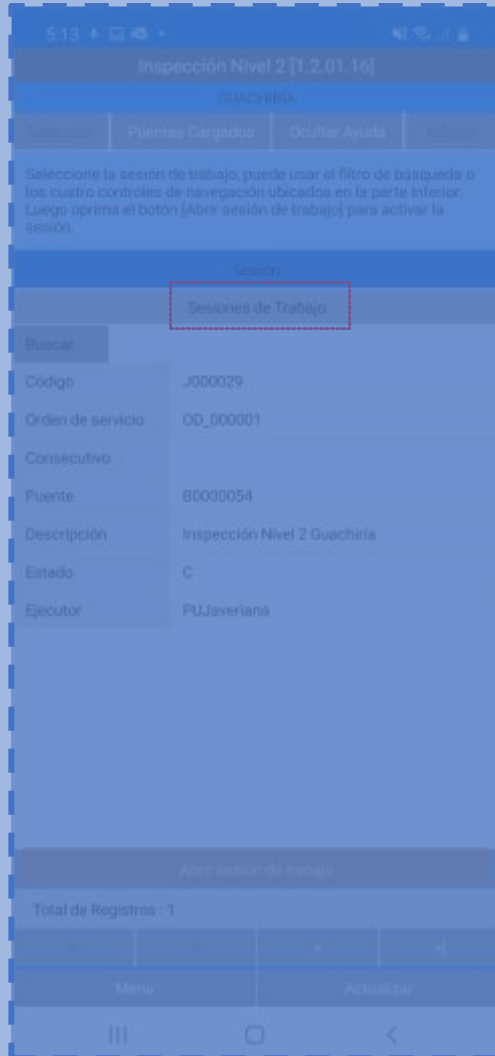 5:13
Inspección Nivel 2 [1.2.01.16]
GUACHIRIA
Selección Puentes Cargados Ocultar Ayuda
Seleccione la sesión de trabajo, puede usar el filtro de búsqueda o
los cuatro controles de navegación ubicados en la parte inferior.
Luego oprima el botón [Abrir sesión de trabajo] para activar la
sesión.
Sesión
Sesiones de Trabajo
Buscar
Código J000029
Orden de servicio OD_000001
Consecutivo
Puente B0000054
Descripción Inspección Nivel 2 Guachiria
Estado C
Ejecutor PUJaveriana
Abrir sesión de trabajo
Total de Registros : 1
Menu Actualizar